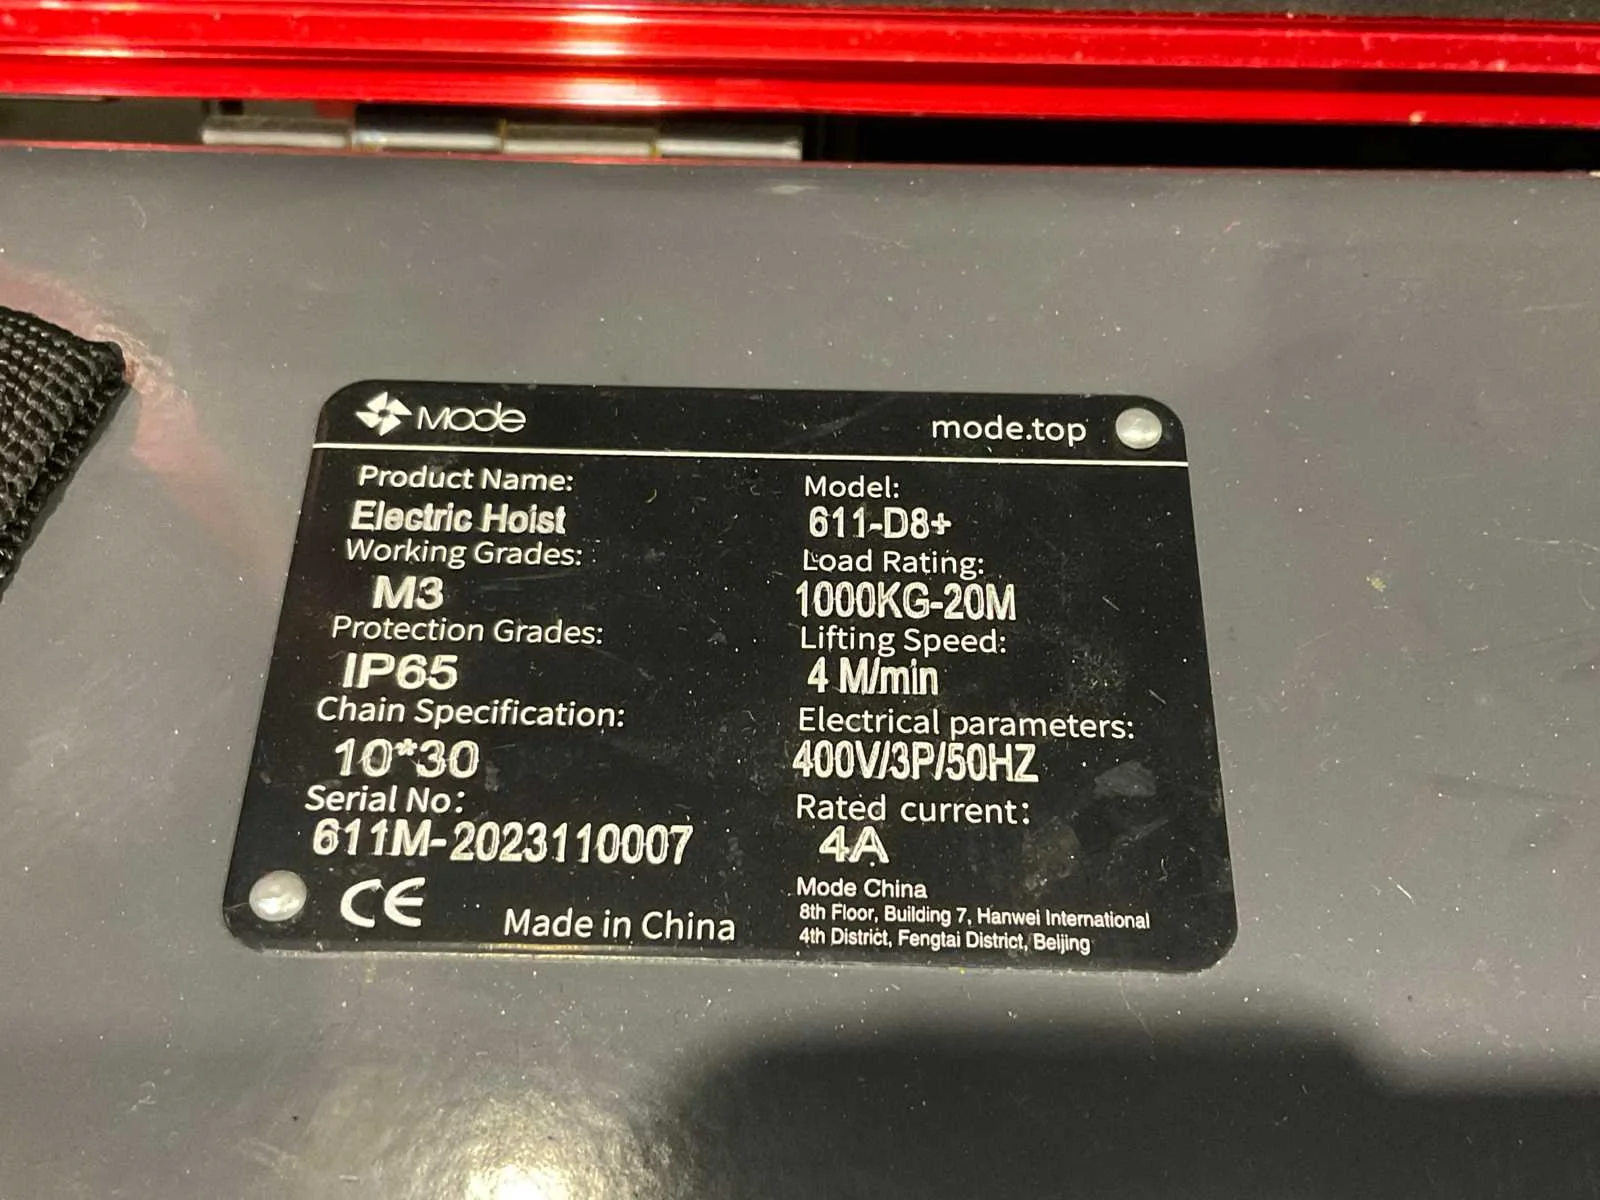 Mode
mode.top
Product Name:
Electric Hoist
Working Grades:
M3
Protection Grades:
IP65
Chain Specification:
10*30
Serial No:
611M-2023110007
CE
Made in China
Model:
611-D8+
Load Rating:
1000KG-20M
Lifting Speed:
4 M/min
Electrical parameters:
400V/3P/50HZ
Rated current:
4A
Mode China
8th Floor, Building 7, Hanwei International
4th District, Fengtai District, Beijing